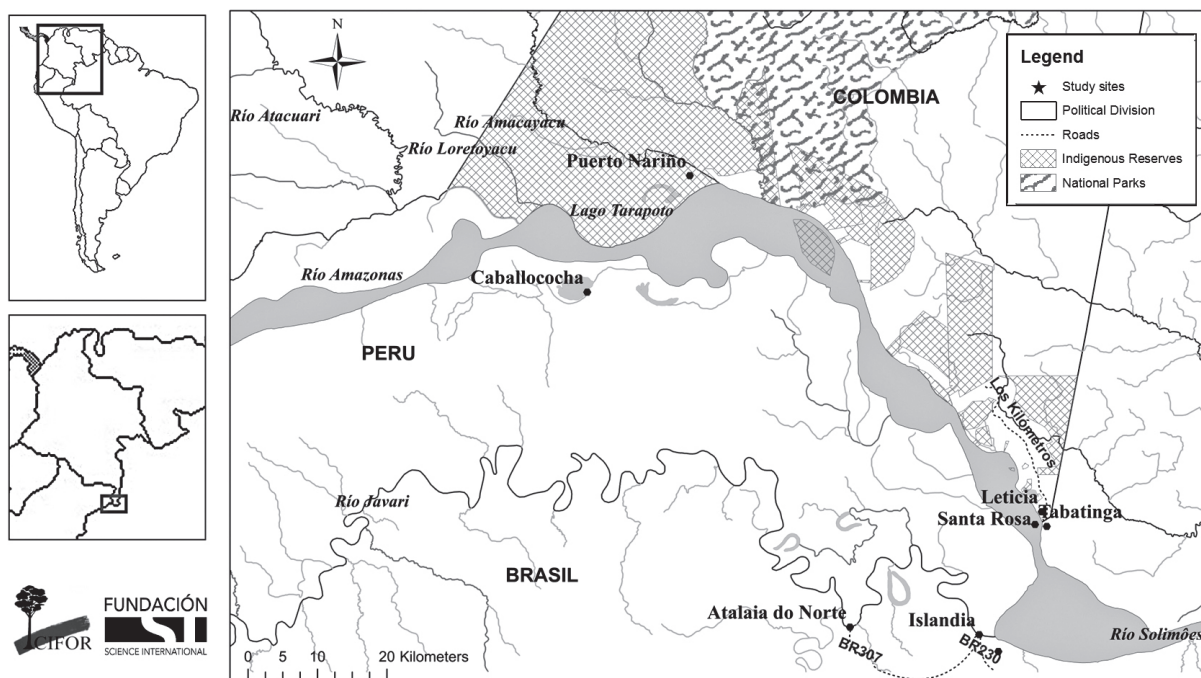 N
COLOMBIA
Río Atacuari
Río Amacayacu
Río Loretoyacu
Puerto Nariño
Lago Tarapoto
Río Amazonas
Caballococha
PERU
Los Kilómetros
Río Javari
Leticia
Tabatinga
Santa Rosa
BRASIL
Atalaia do Norte
Islandia
Río Solimôes
BR307
BR230
0 5 10 20 Kilometers
Legend
Study sites
Political Division
Roads
Indigenous Reserves
National Parks
CIFOR
FUNDACIÓN
SI
SCIENCE INTERNATIONAL